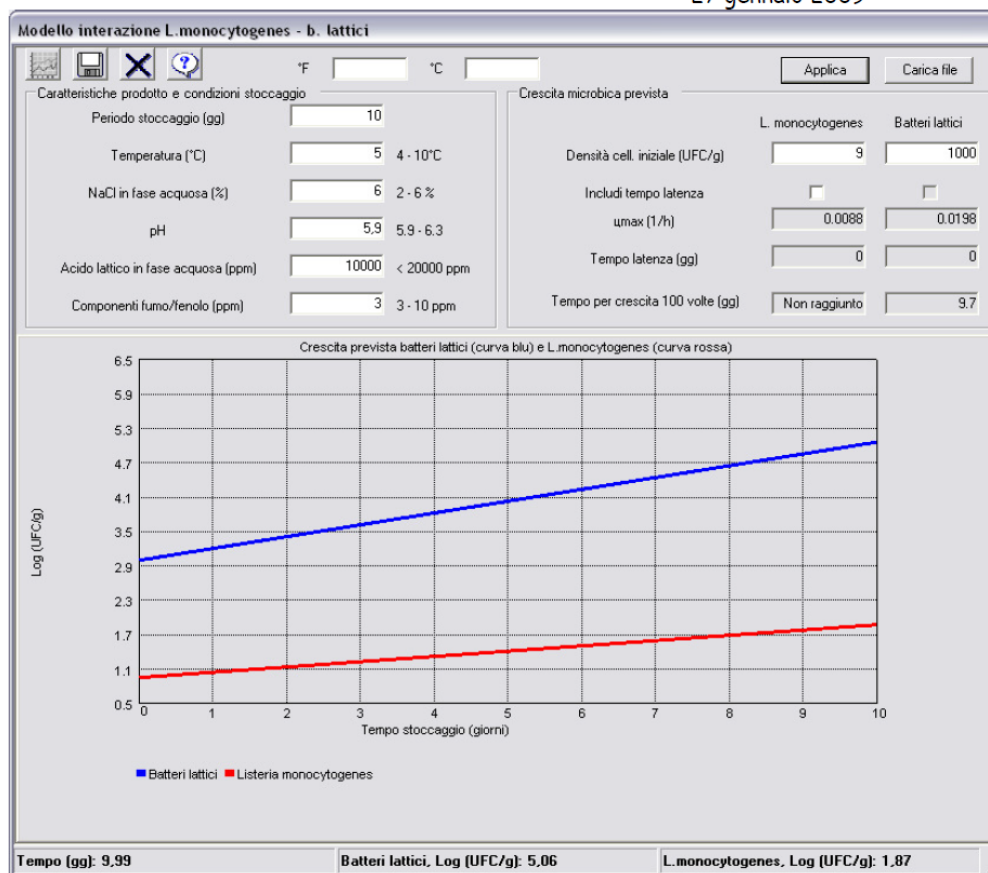 27 gennaio 2009
Modello interazione L.monocytogenes - b. lattici
°F °C Applica Carica file
Caratteristiche prodotto e condizioni stoccaggio
Periodo stoccaggio (gg) 10
Temperatura (°C) 5 4 - 10°C
NaCl in fase acquosa (%) 6 2 - 6 %
pH 5,9 5.9 - 6.3
Acido lattico in fase acquosa (ppm) 10000 < 20000 ppm
Componenti fumo/fenolo (ppm) 3 3 - 10 ppm
Crescita microbica prevista
L. monocytogenes Batteri lattici
Densità cell. iniziale (UFC/g) 9 1000
Includi tempo latenza
µmax (1/h) 0.0088 0.0198
Tempo latenza (gg) 0 0
Tempo per crescita 100 volte (gg) Non raggiunto 9.7
Crescita prevista batteri lattici (curva blu) e L.monocytogenes (curva rossa)
6.5
5.9
5.3
4.7
4.1
3.5
2.9
2.3
1.7
1.1
0.5
Log (UFC/g)
0 1 2 3 4 5 6 7 8 9 10
Tempo stoccaggio (giorni)
Batteri lattici Listeria monocytogenes
Tempo (gg): 9,99 Batteri lattici, Log (UFC/g): 5,06 L.monocytogenes, Log (UFC/g): 1,87